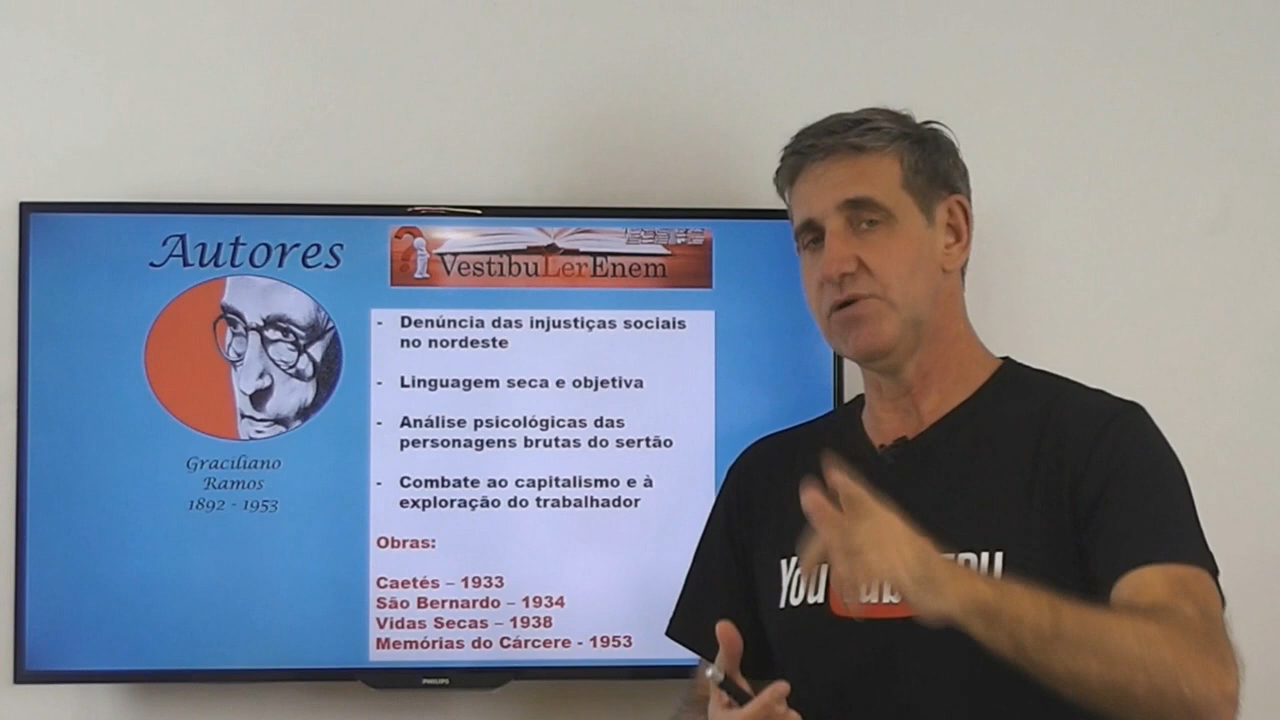 Autores
VestibuLerEnem
- Denúncia das injustiças sociais
no nordeste
- Linguagem seca e objetiva
- Análise psicológicas das
personagens brutas do sertão
- Combate ao capitalismo e à
exploração do trabalhador
Obras:
Caetés – 1933
São Bernardo – 1934
Vidas Secas – 1938
Memórias do Cárcere - 1953
Graciliano
Ramos
1892 - 1953
PHILIPS
You